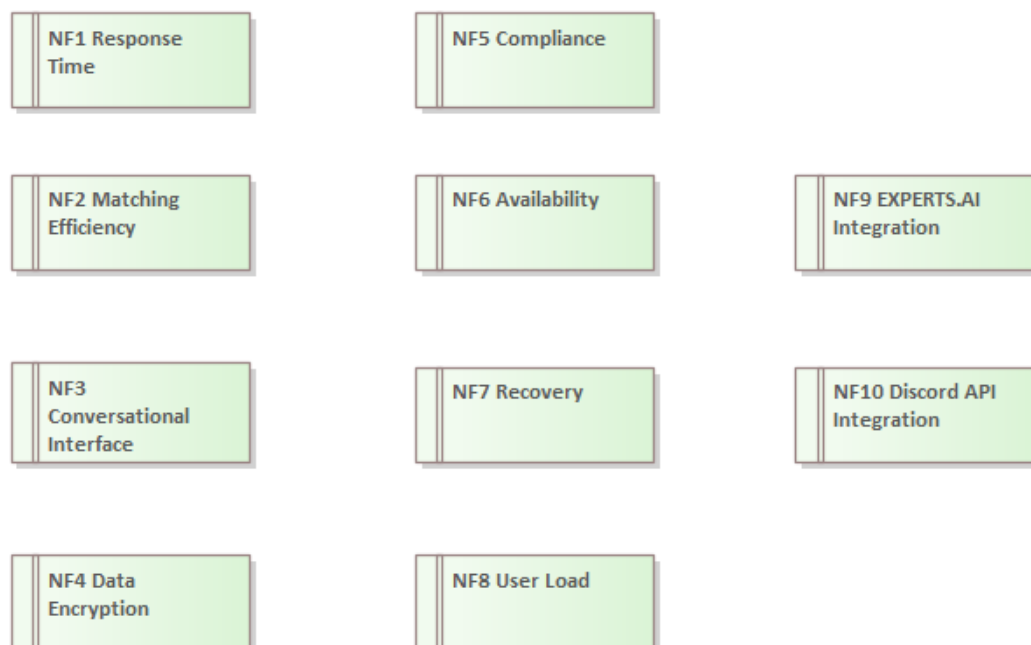 NF1 Response
Time
NF5 Compliance
NF2 Matching
Efficiency
NF6 Availability
NF9 EXPERTS.AI
Integration
NF3
Conversational
Interface
NF7 Recovery
NF10 Discord API
Integration
NF4 Data
Encryption
NF8 User Load